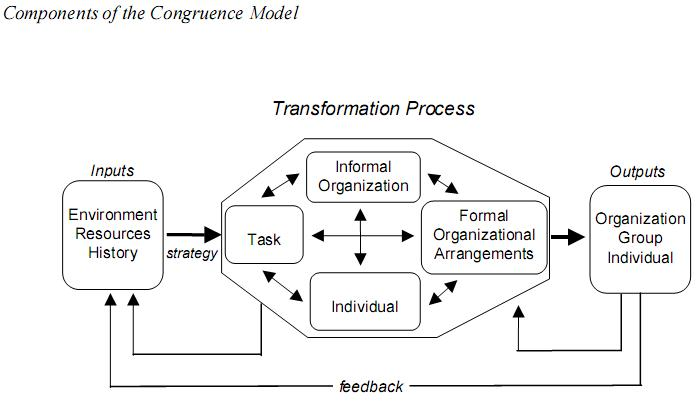 Components of the Congruence Model
Transformation Process
Inputs
Environment
Resources
History
strategy
Informal
Organization
Task
Formal
Organizational
Arrangements
Individual
Outputs
Organization
Group
Individual
feedback